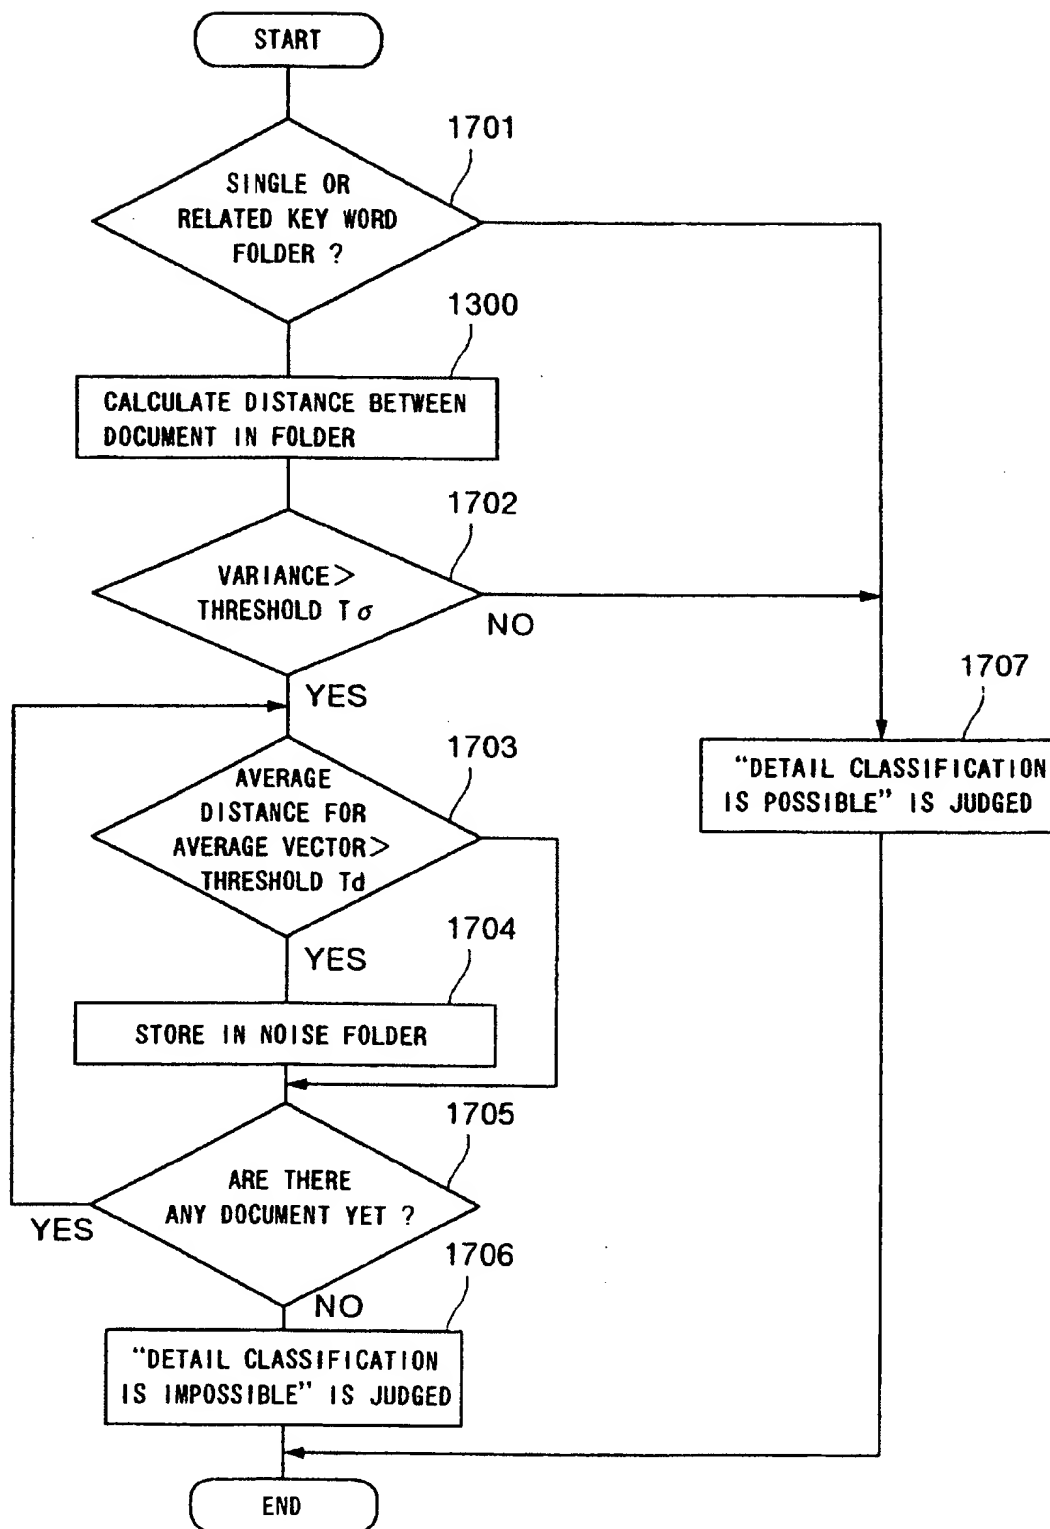 START
1701
SINGLE OR
RELATED KEY WORD
FOLDER ?
1300
CALCULATE DISTANCE BETWEEN
DOCUMENT IN FOLDER
1702
VARIANCE>
THRESHOLD Tσ
NO
YES
1707
"DETAIL CLASSIFICATION
IS POSSIBLE" IS JUDGED
1703
AVERAGE
DISTANCE FOR
AVERAGE VECTOR>
THRESHOLD Td
YES
1704
STORE IN NOISE FOLDER
1705
ARE THERE
ANY DOCUMENT YET ?
YES
1706
NO
"DETAIL CLASSIFICATION
IS IMPOSSIBLE" IS JUDGED
END